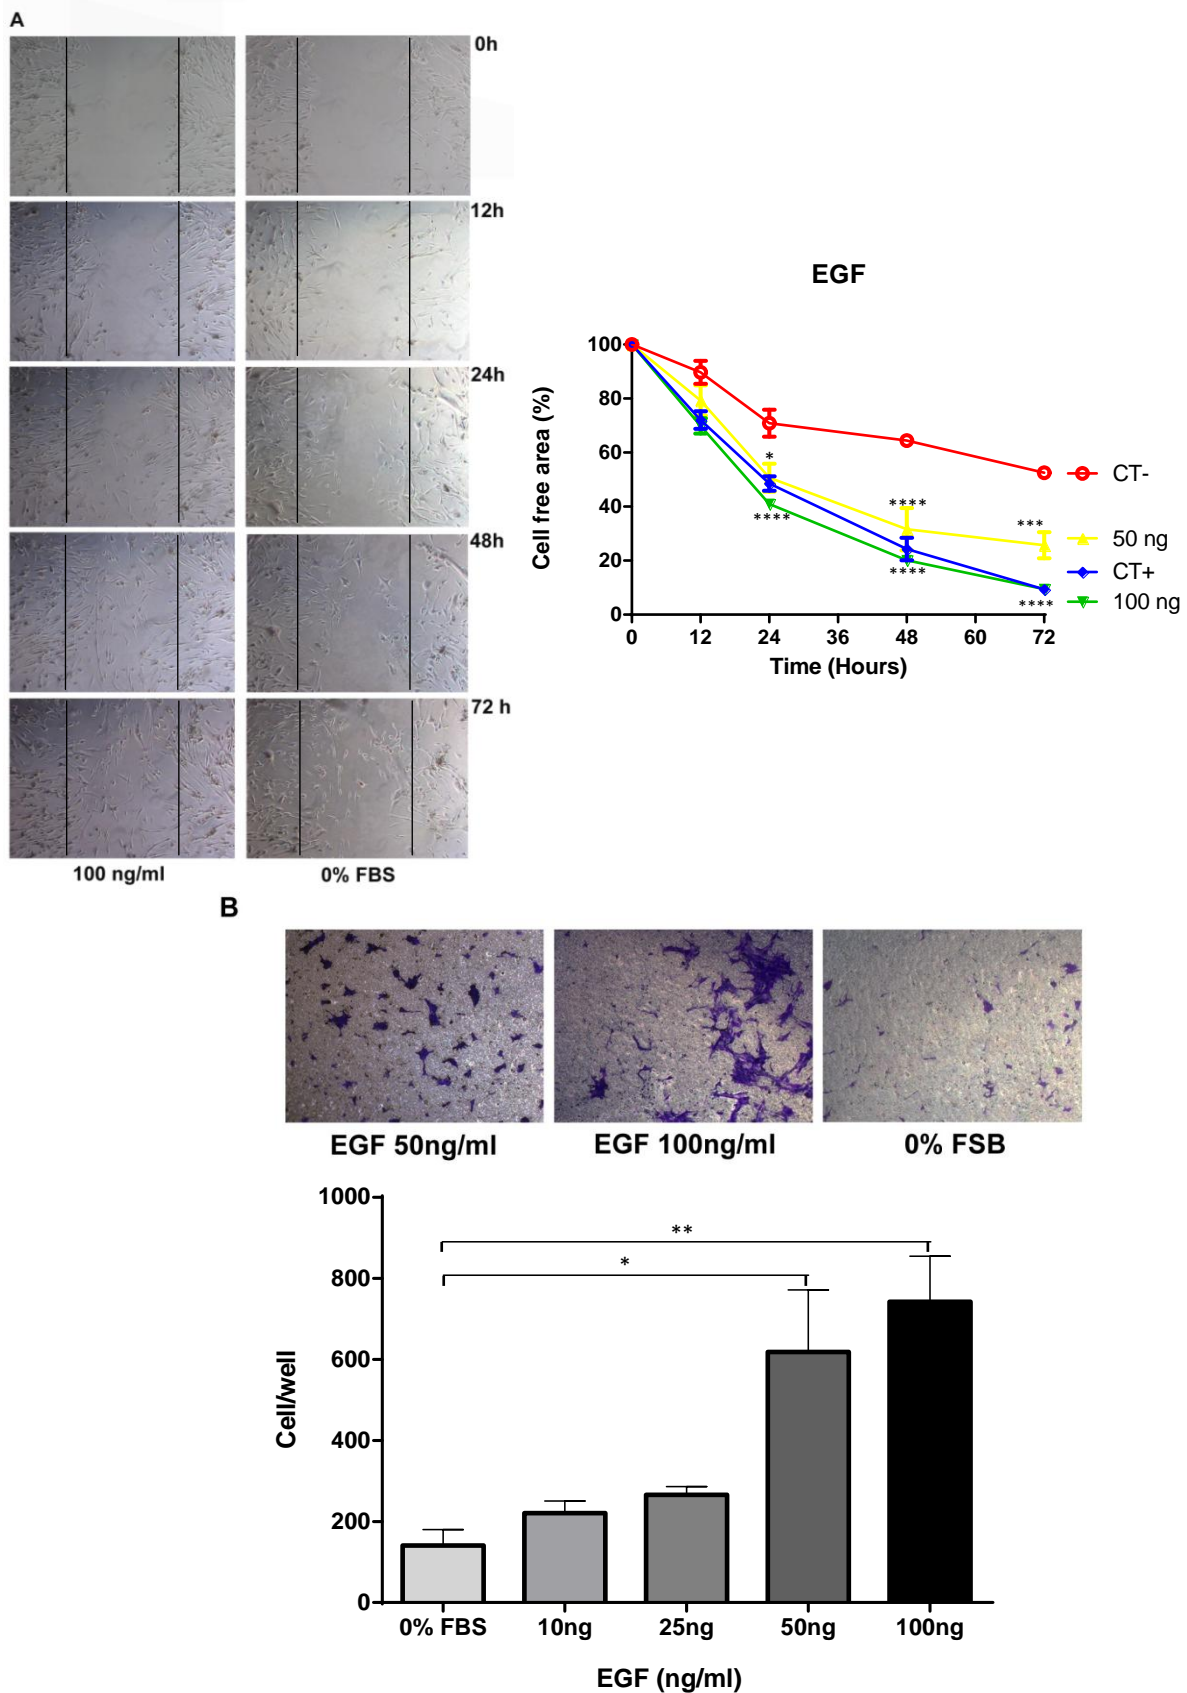 A
0h
12h
24h
48h
72 h
100 ng/ml
0% FBS
EGF
Cell free area (%)
100
80
60
40
20
0
*
****
****
****
***
****
0
12
24
36
48
60
72
Time (Hours)
CT-
50 ng
CT+
100 ng
B
EGF 50ng/ml
EGF 100ng/ml
0% FSB
Cell/well
1000
800
600
400
200
0
**
*
0% FBS
10ng
25ng
50ng
100ng
EGF (ng/ml)